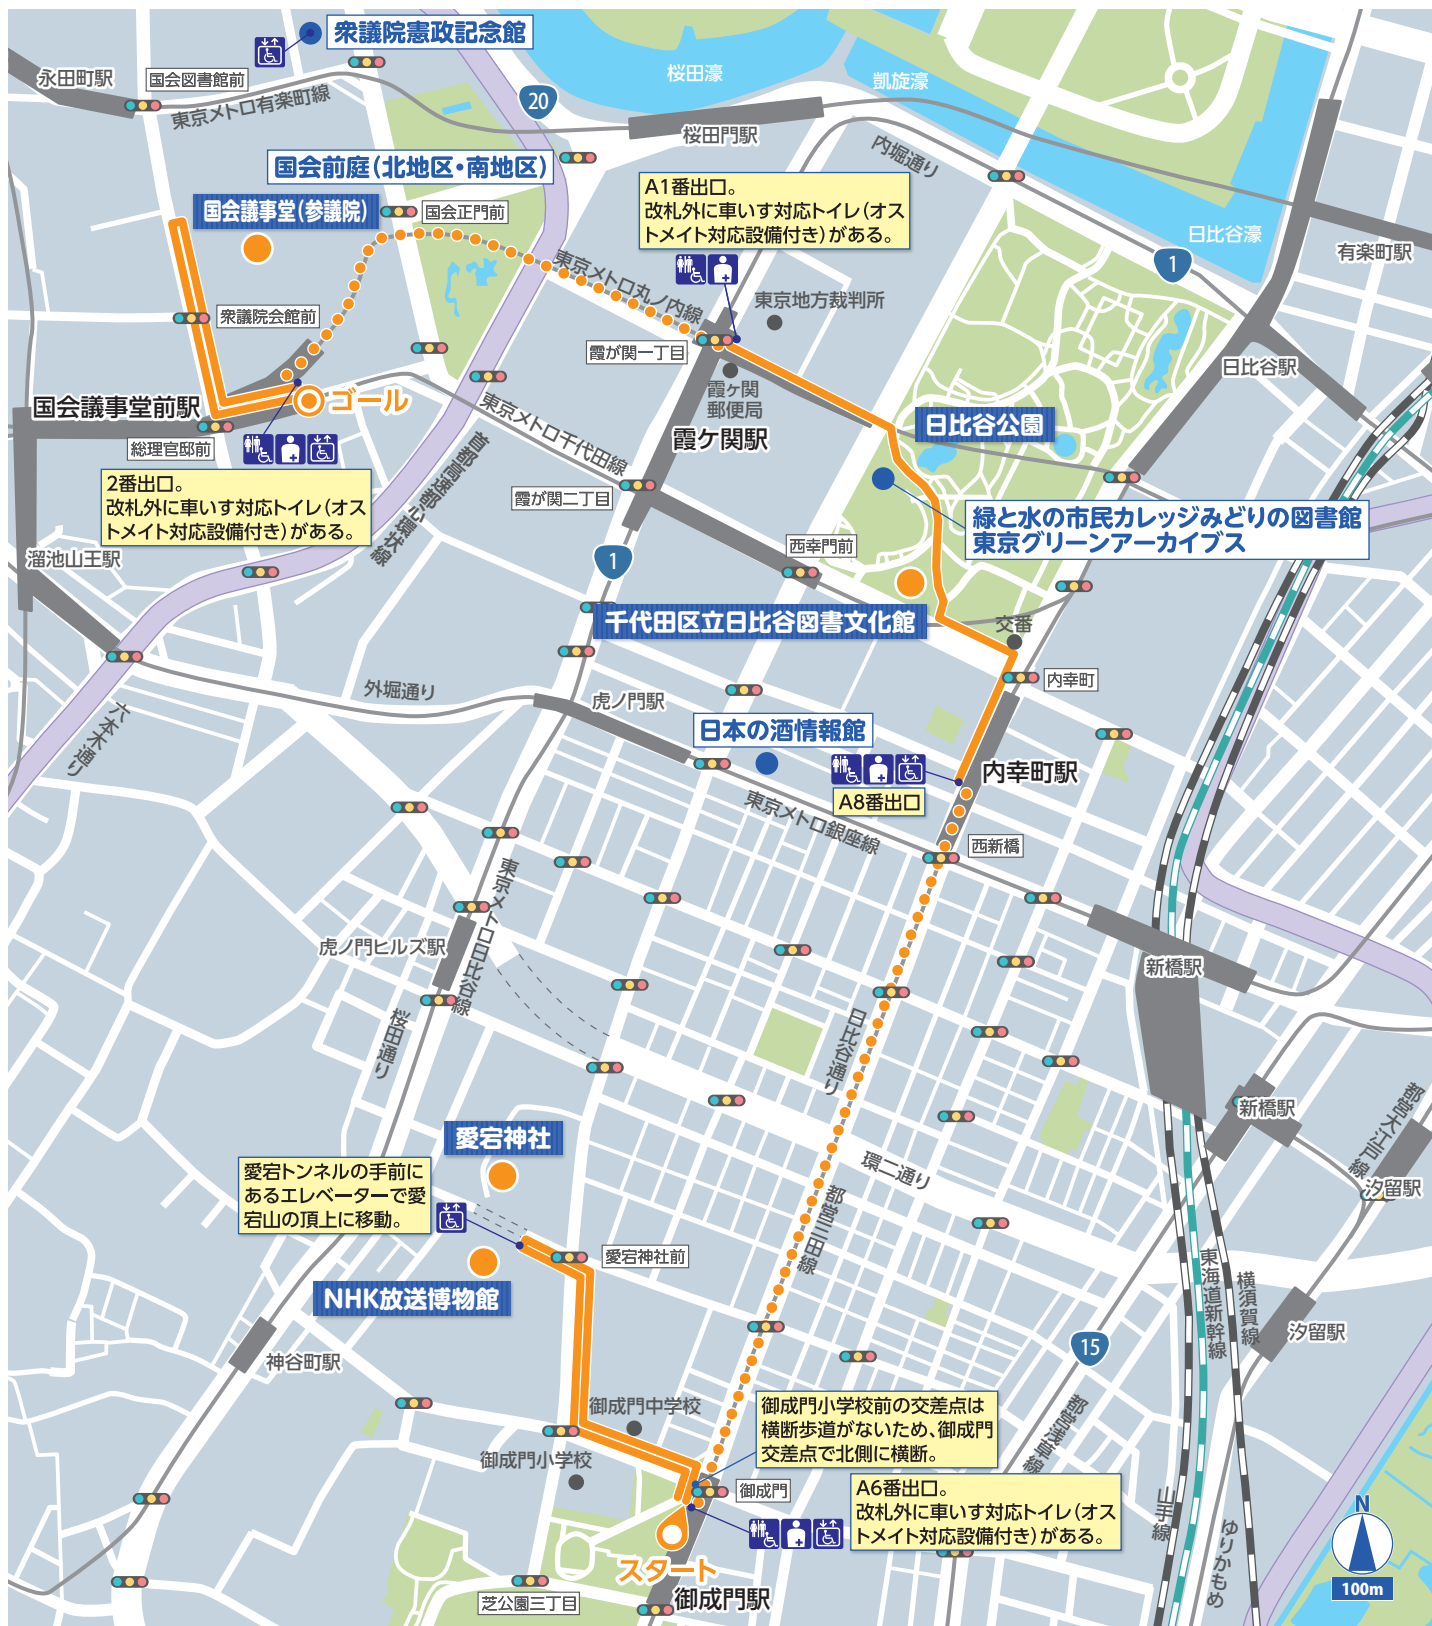 衆議院憲政記念館
永田町駅
国会図書館前
東京メトロ有楽町線
20
桜田濠
凱旋濠
桜田門駅
内堀通り
国会前庭(北地区・南地区)
国会議事堂(参議院)
国会正門前
A1番出口。
改札外に車いす対応トイレ(オス
トメイト対応設備付き)がある。
日比谷濠
有楽町駅
1
東京メトロ丸ノ内線
東京地方裁判所
衆議院会館前
霞が関一丁目
霞ヶ関
郵便局
日比谷駅
国会議事堂前駅
ゴール
総理官邸前
東京メトロ千代田線
霞ケ関駅
日比谷公園
首都高速都心環状線
2番出口。
改札外に車いす対応トイレ(オス
トメイト対応設備付き)がある。
霞が関二丁目
緑と水の市民カレッジみどりの図書館
東京グリーンアーカイブス
溜池山王駅
西幸門前
1
千代田区立日比谷図書文化館
交番
内幸町
外堀通り
虎ノ門駅
六本木通り
日本の酒情報館
内幸町駅
A8番出口
東京メトロ銀座線
西新橋
東京メトロ日比谷線
虎ノ門ヒルズ駅
新橋駅
桜田通り
日比谷通り
新橋駅
都営大江戸線
愛宕神社
環二通り
汐留駅
愛宕トンネルの手前に
あるエレベーターで愛
宕山の頂上に移動。
都営三田線
愛宕神社前
NHK放送博物館
東海道新幹線
横須賀線
汐留駅
神谷町駅
15
御成門中学校
御成門小学校
御成門小学校前の交差点は
横断歩道がないため、御成門
交差点で北側に横断。
都営浅草線
御成門
A6番出口。
改札外に車いす対応トイレ(オス
トメイト対応設備付き)がある。
山手線
ゆりかもめ
N
100m
スタート
御成門駅
芝公園三丁目